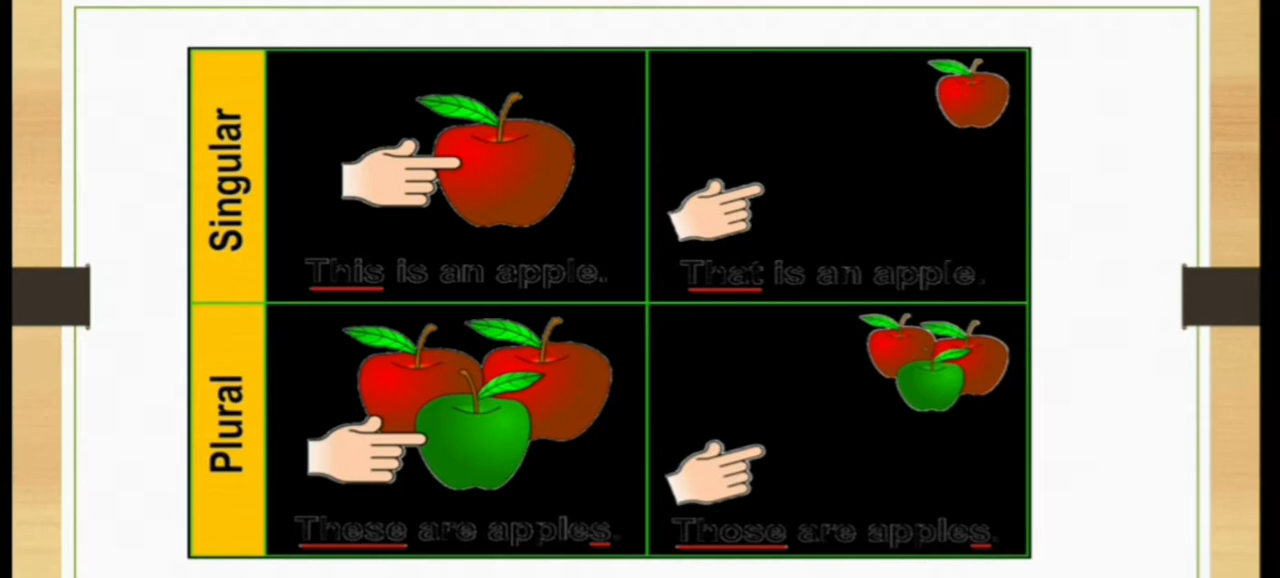 Singular
This is an apple.
That is an apple.
Plural
These are apples.
Those are apples.